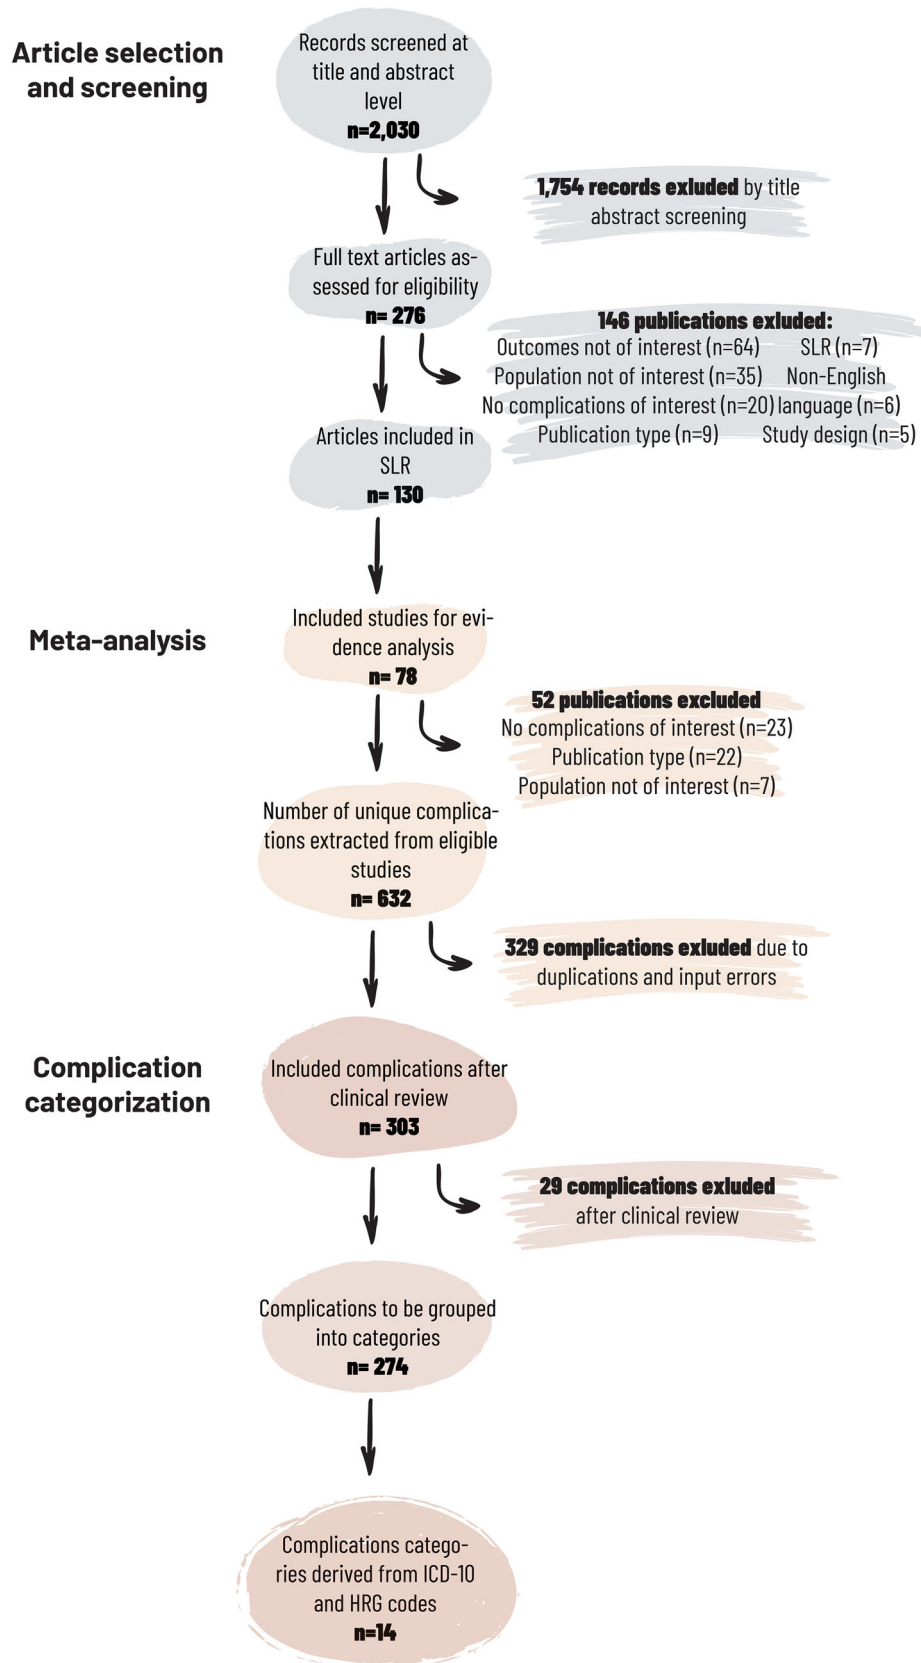 Article selection
and screening
Records screened at
title and abstract
level
n=2,030
1,754 records exluded by title
abstract screening
Full text articles as-
sessed for eligibility
n= 276
146 publications exluded:
Outcomes not of interest (n=64) SLR (n=7)
Population not of interest (n=35) Non-English
No complications of interest (n=20) language (n=6)
Publication type (n=9) Study design (n=5)
Articles included in
SLR
n= 130
Meta-analysis
Included studies for evi-
dence analysis
n= 78
52 publications excluded
No complications of interest (n=23)
Publication type (n=22)
Population not of interest (n=7)
Number of unique complica-
tions extracted from eligible
studies
n= 632
329 complications exluded due to
duplications and input errors
Complication
categorization
Included complications after
clinical review
n= 303
29 complications exluded
after clinical review
Complications to be grouped
into categories
n= 274
Complications catego-
ries derived from ICD-10
and HRG codes
n=14